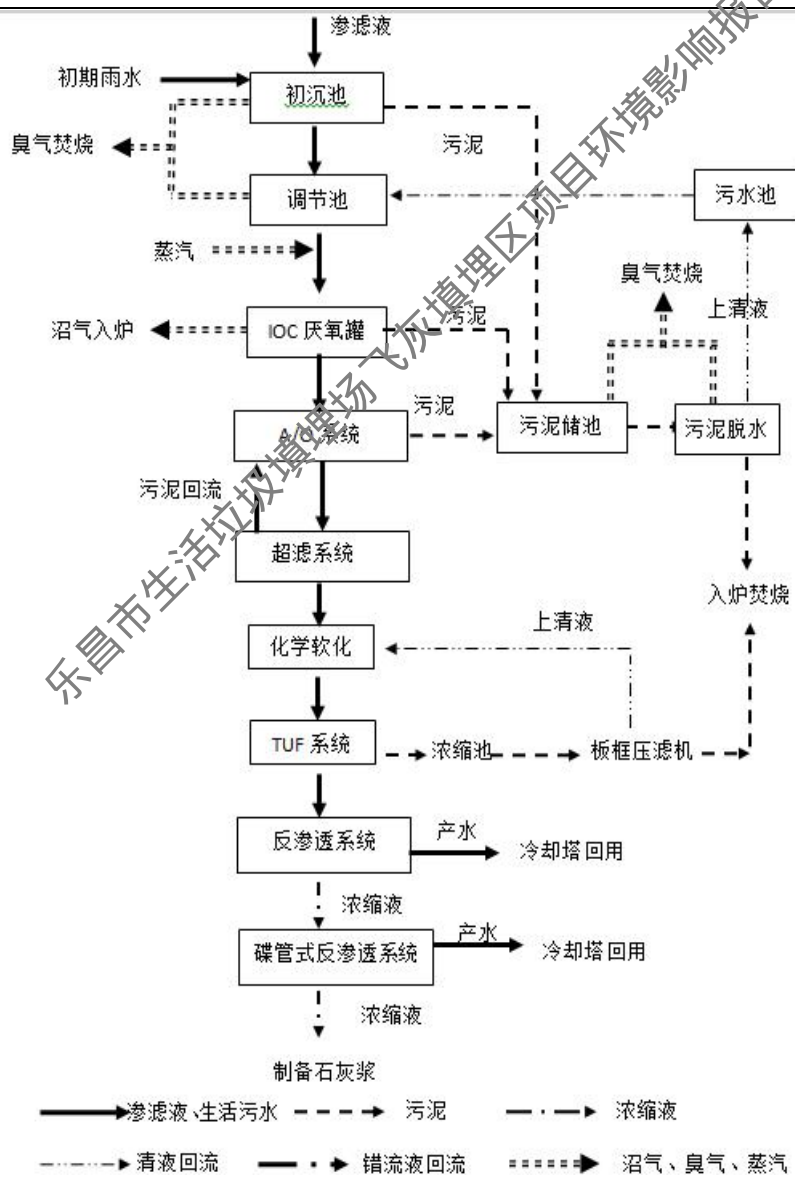 渗滤液
初期雨水
初沉池
臭气焚烧
污泥
调节池
污水池
蒸汽
臭气焚烧
上清液
沼气入炉
IOC 厌氧罐
污泥
污泥
A/O 系统
污泥储池
污泥脱水
污泥回流
超滤系统
入炉焚烧
上清液
化学软化
TUF 系统
浓缩池
板框压滤机
反渗透系统
产水
冷却塔回用
浓缩液
碟管式反渗透系统
产水
冷却塔回用
浓缩液
制备石灰浆
渗滤液、生活污水
污泥
浓缩液
清液回流
错流液回流
沼气、臭气、蒸汽
乐昌市生活垃圾填埋场飞灰填埋区项目环境影响报